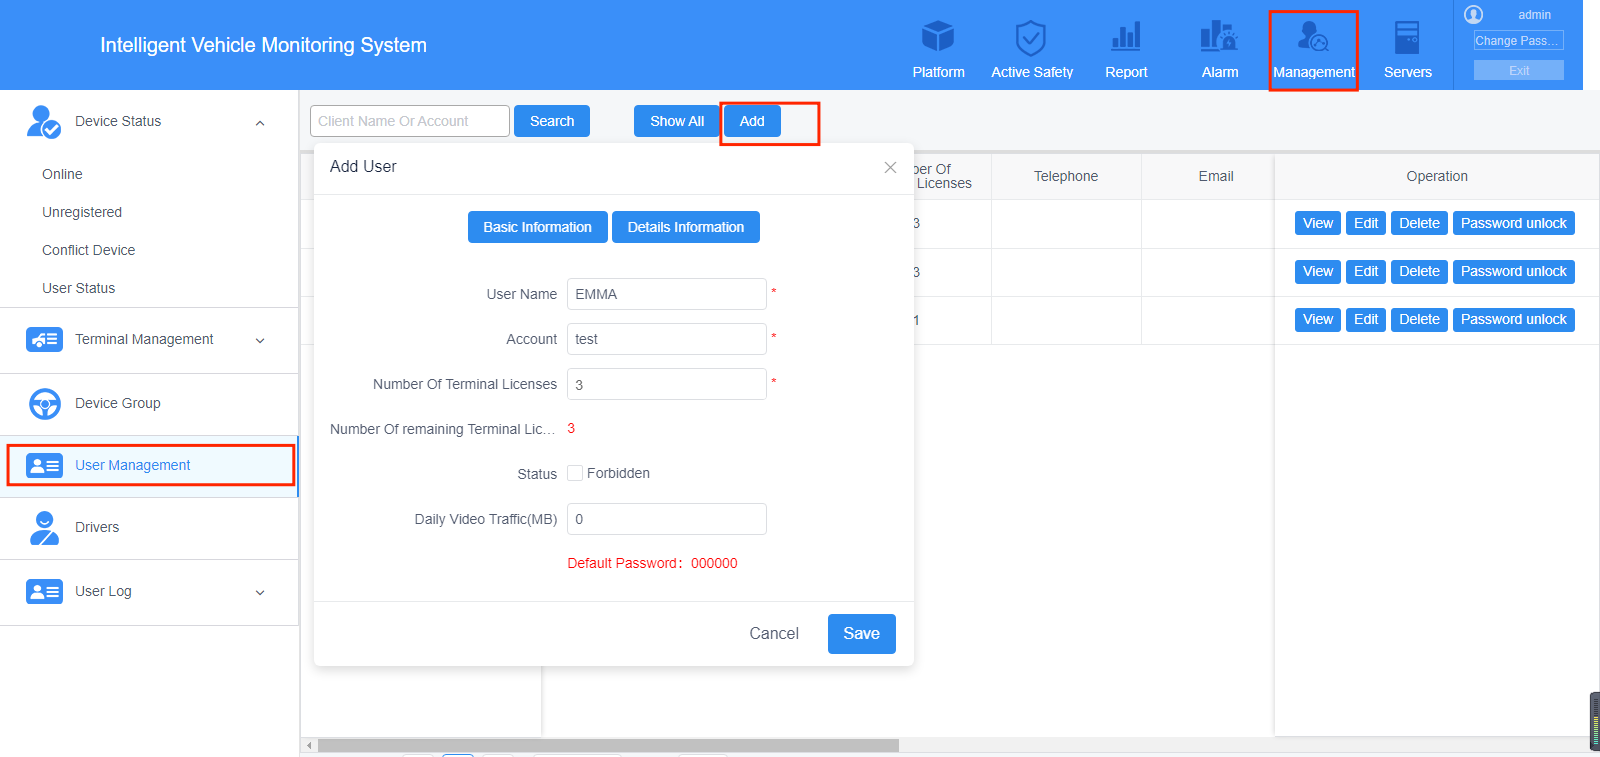 Intelligent Vehicle Monitoring System
Platform
Active Safety
Report
Alarm
Management
Servers
admin
Change Pass...
Exit
Device Status
Online
Unregistered
Conflict Device
User Status
Terminal Management
Device Group
User Management
Drivers
User Log
Client Name Or Account
Search
Show All
Add
Add User
Basic Information
Details Information
User Name
EMMA
*
Account
test
*
Number Of Terminal Licenses
3
*
Number Of remaining Terminal Lic...
3
Status
Forbidden
Daily Video Traffic(MB)
0
Default Password：000000
Cancel
Save
Of
Licenses
Telephone
Email
Operation
3
View
Edit
Delete
Password unlock
3
View
Edit
Delete
Password unlock
1
View
Edit
Delete
Password unlock